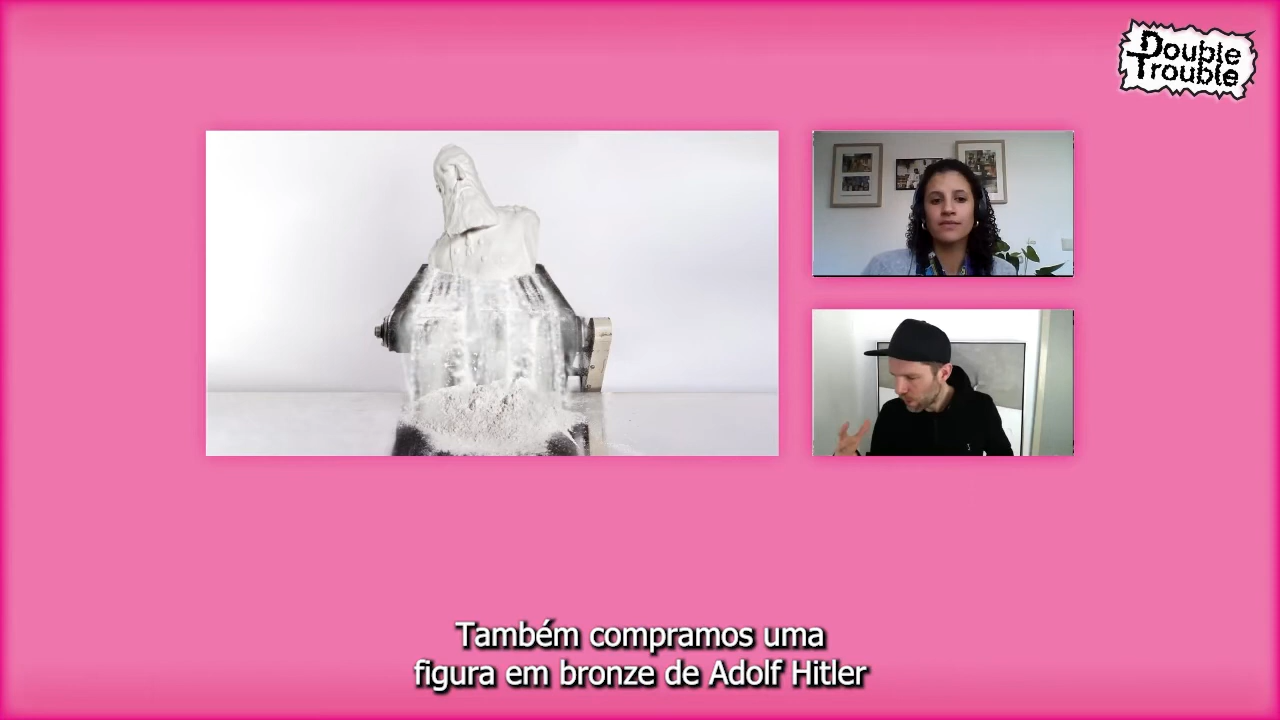 Double
Trouble
Também compramos uma
figura em bronze de Adolf Hitler